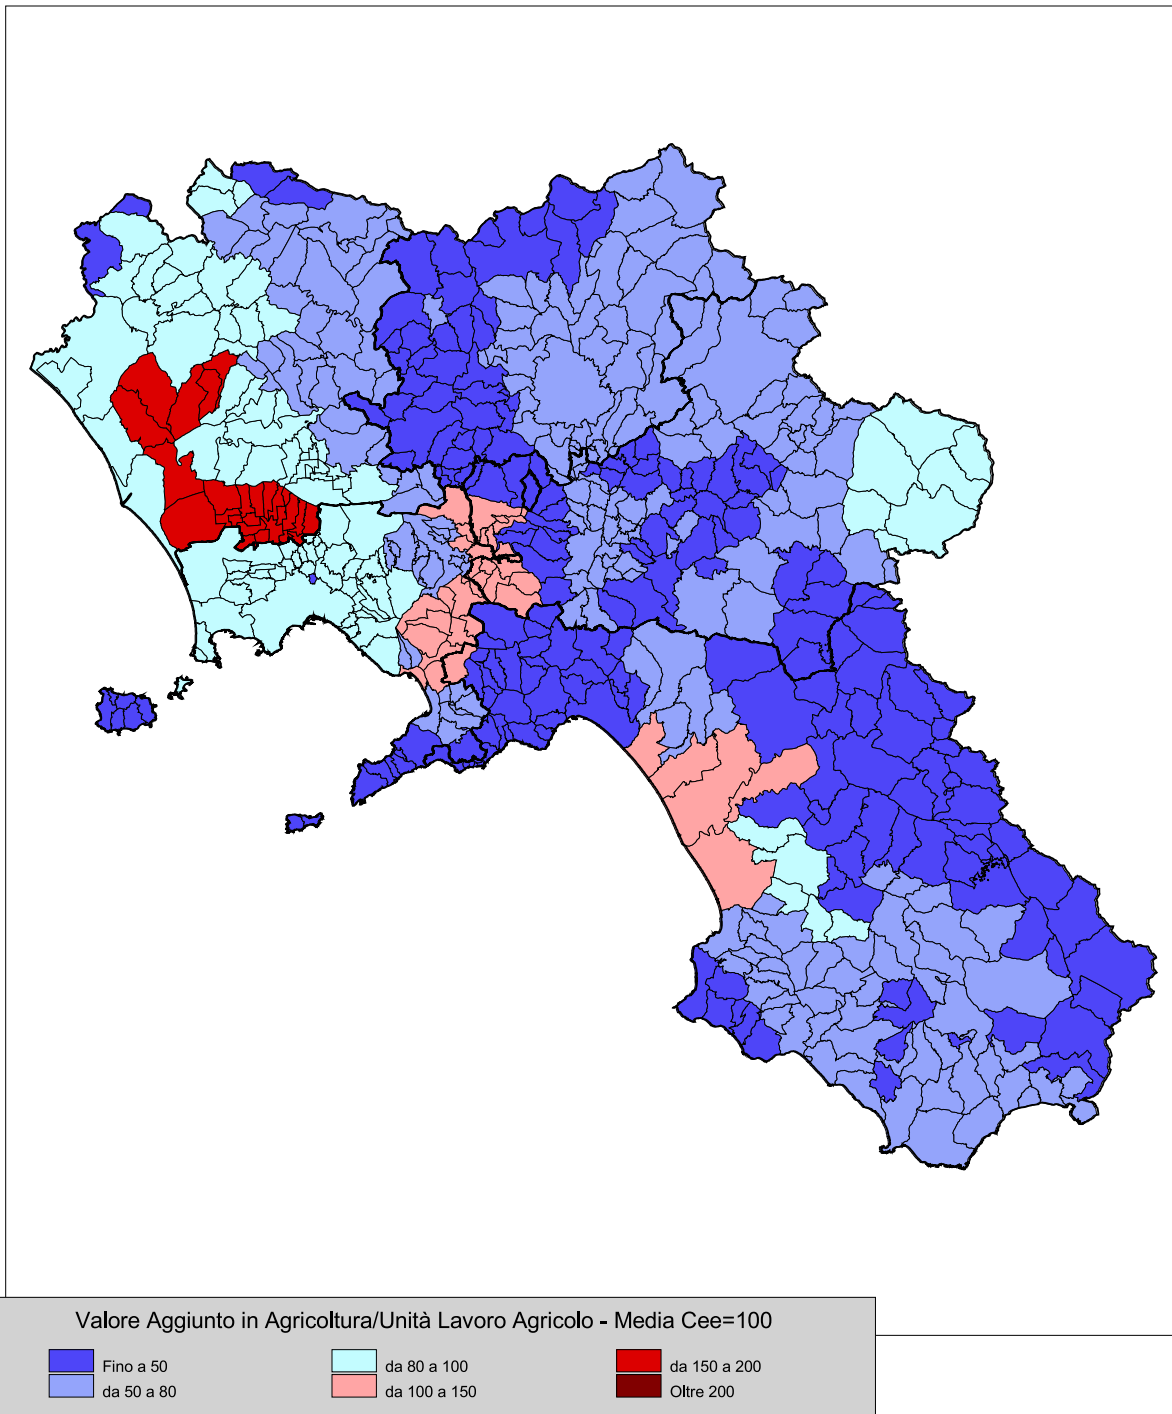 Valore Aggiunto in Agricoltura/Unità Lavoro Agricolo - Media Cee=100
Fino a 50
da 50 a 80
da 80 a 100
da 100 a 150
da 150 a 200
Oltre 200